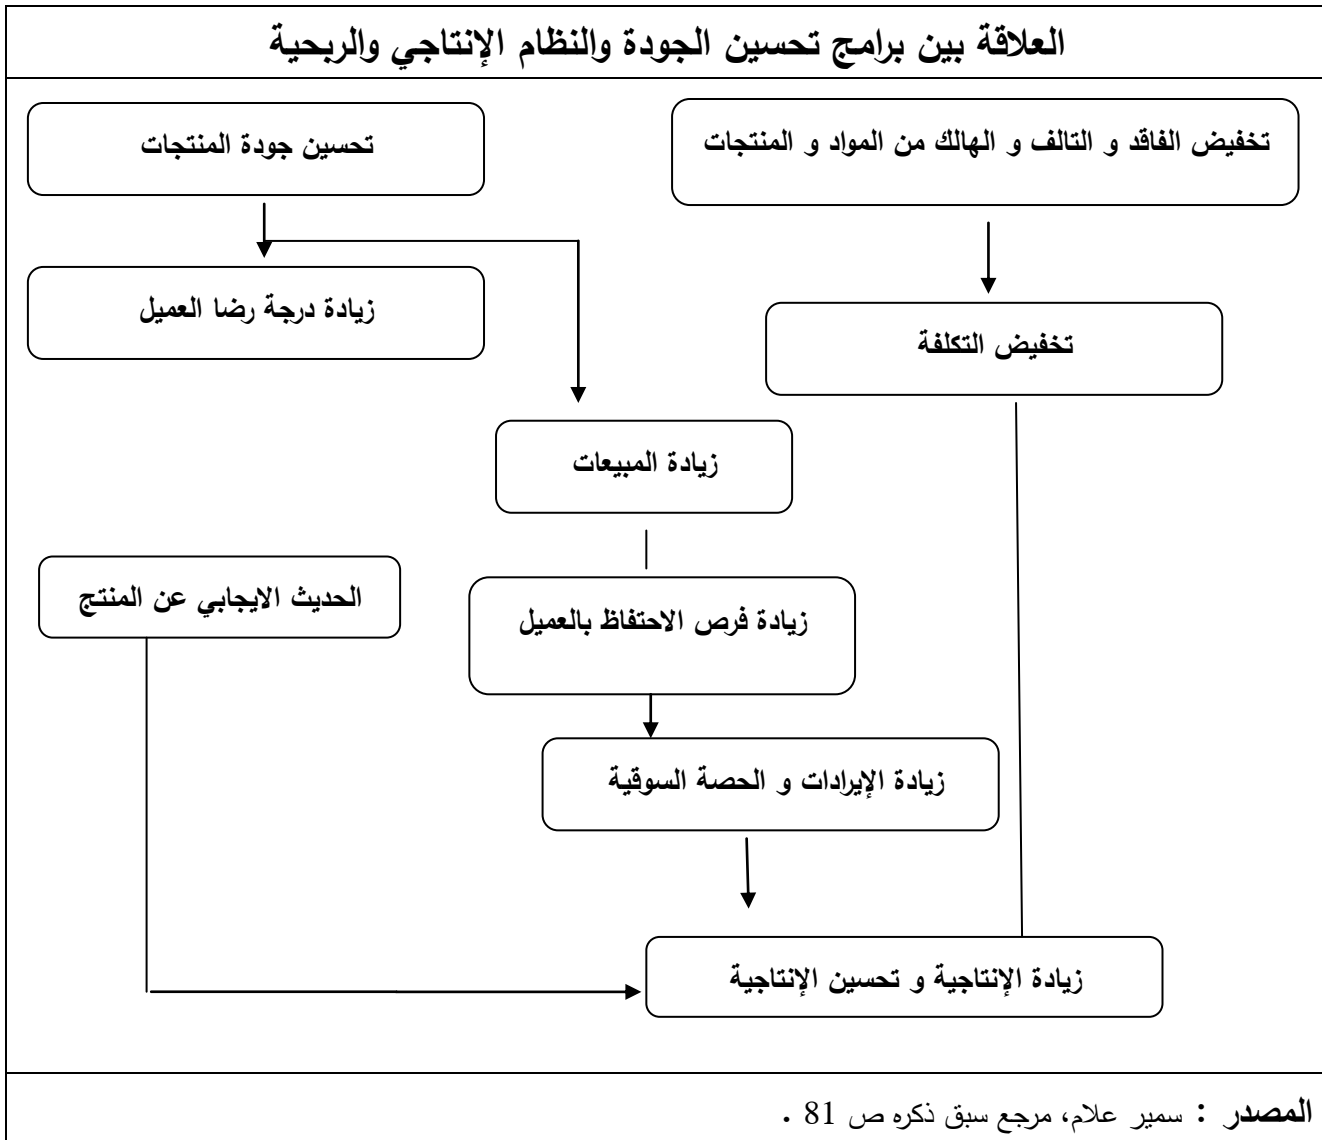 العلاقة بين برامج تحسين الجودة والنظام الإنتاجي والربحية
تخفيض الفاقد و التالف و الهالك من المواد و المنتجات
تحسين جودة المنتجات
زيادة درجة رضا العميل
تخفيض التكلفة
زيادة المبيعات
الحديث الايجابي عن المنتج
زيادة فرص الاحتفاظ بالعميل
زيادة الإيرادات و الحصة السوقية
زيادة الإنتاجية و تحسين الإنتاجية
المصدر : سمير علام، مرجع سبق ذكره ص 81 .